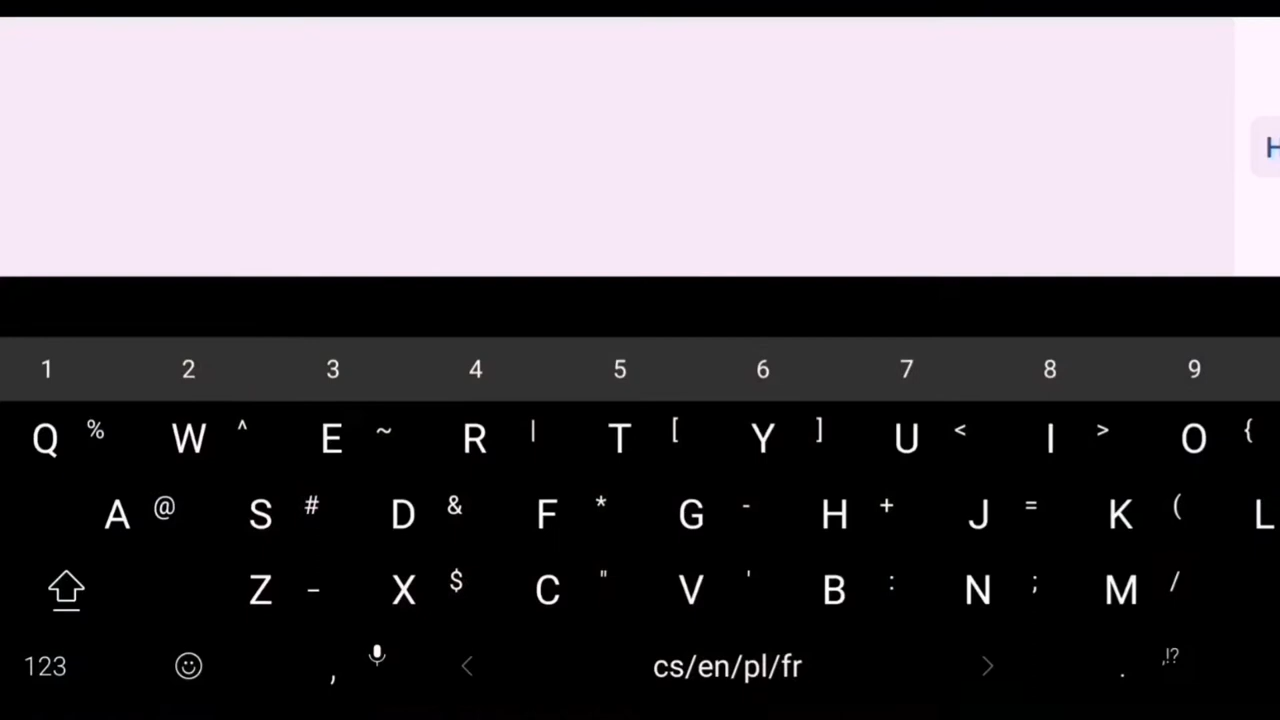 H
1 2 3 4 5 6 7 8 9
Q % W ^ E ~ R | T [ Y ] U < I > O {
A @ S # D & F * G - H + J = K ( L
Z _ X $ C " V ' B : N ; M /
123 , < cs/en/pl/fr > . ,!?